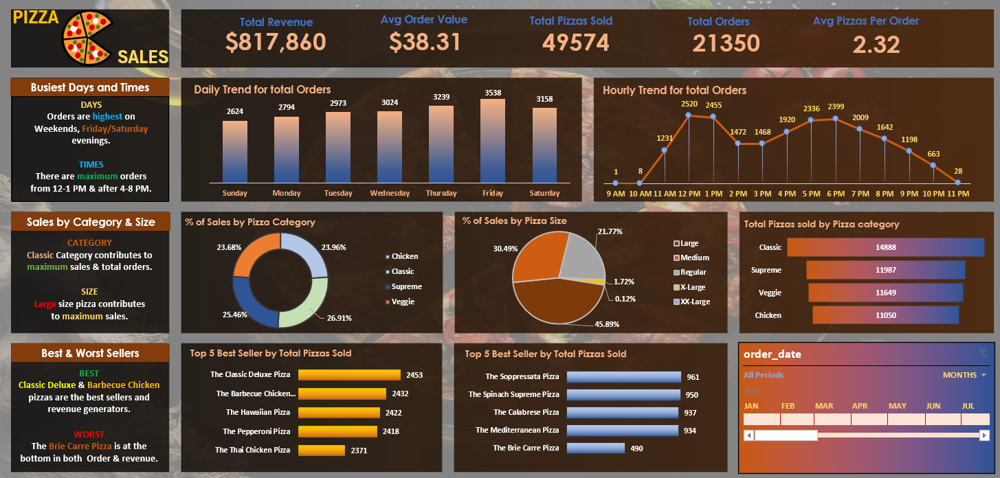 PIZZA
SALES
Total Revenue
$817,860
Avg Order Value
$38.31
Total Pizzas Sold
49574
Total Orders
21350
Avg Pizzas Per Order
2.32
Busiest Days and Times
DAYS
Orders are highest on
Weekends, Friday/Saturday
evenings.
TIMES
There are maximum orders
from 12-1 PM & after 4-8 PM.
Daily Trend for total Orders
2624
2794
2973
3024
3239
3538
3158
Sunday
Monday
Tuesday
Wednesday
Thursday
Friday
Saturday
Hourly Trend for total Orders
1
8
1231
2520
2455
1472
1468
1920
2336
2399
2009
1642
1198
663
28
9 AM
10 AM
11 AM
12 PM
1 PM
2 PM
3 PM
4 PM
5 PM
6 PM
7 PM
8 PM
9 PM
10 PM
11 PM
Sales by Category & Size
CATEGORY
Classic Category contributes to
maximum sales & total orders.
SIZE
Large size pizza contributes
to maximum sales.
% of Sales by Pizza Category
23.68%
23.96%
25.46%
26.91%
Chicken
Classic
Supreme
Veggie
% of Sales by Pizza Size
21.77%
30.49%
1.72%
0.12%
45.89%
Large
Medium
Regular
X-Large
XX-Large
Total Pizzas sold by Pizza category
Classic 14888
Supreme 11987
Veggie 11649
Chicken 11050
Best & Worst Sellers
BEST
Classic Deluxe & Barbecue Chicken
pizzas are the best sellers and
revenue generators.
WORST
The Brie Carre Pizza is at the
bottom in both  Order & revenue.
Top 5 Best Seller by Total Pizzas Sold
The Classic Deluxe Pizza 2453
The Barbecue Chicken... 2432
The Hawaiian Pizza 2422
The Pepperoni Pizza 2418
The Thai Chicken Pizza 2371
Top 5 Best Seller by Total Pizzas Sold
The Soppressata Pizza 961
The Spinach Supreme Pizza 950
The Calabrese Pizza 937
The Mediterranean Pizza 934
The Brie Carre Pizza 490
order_date
All Periods
MONTHS
2015
JAN
FEB
MAR
APR
MAY
JUN
JUL